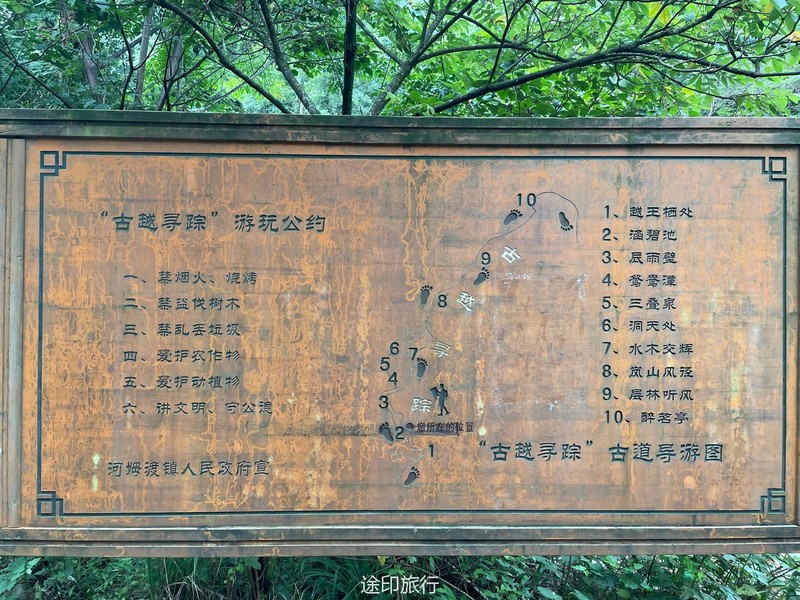 “古越寻踪”游玩公约
一、禁烟火、烧烤
二、禁盗伐树木
三、禁乱丢垃圾
四、爱护农作物
五、爱护动植物
六、讲文明、守公德
河姆渡镇人民政府宣
10
9
古
8
越
寻
6
7
5
4
3
踪
您所在的位置
2
1
1、越王栖处
2、涵碧池
3、晨雨壁
4、鸳鸯潭
5、三叠泉
6、洞天处
7、水木交辉
8、岚山风径
9、层林听风
10、醉茗亭
“古越寻踪”古道导游图
途印旅行